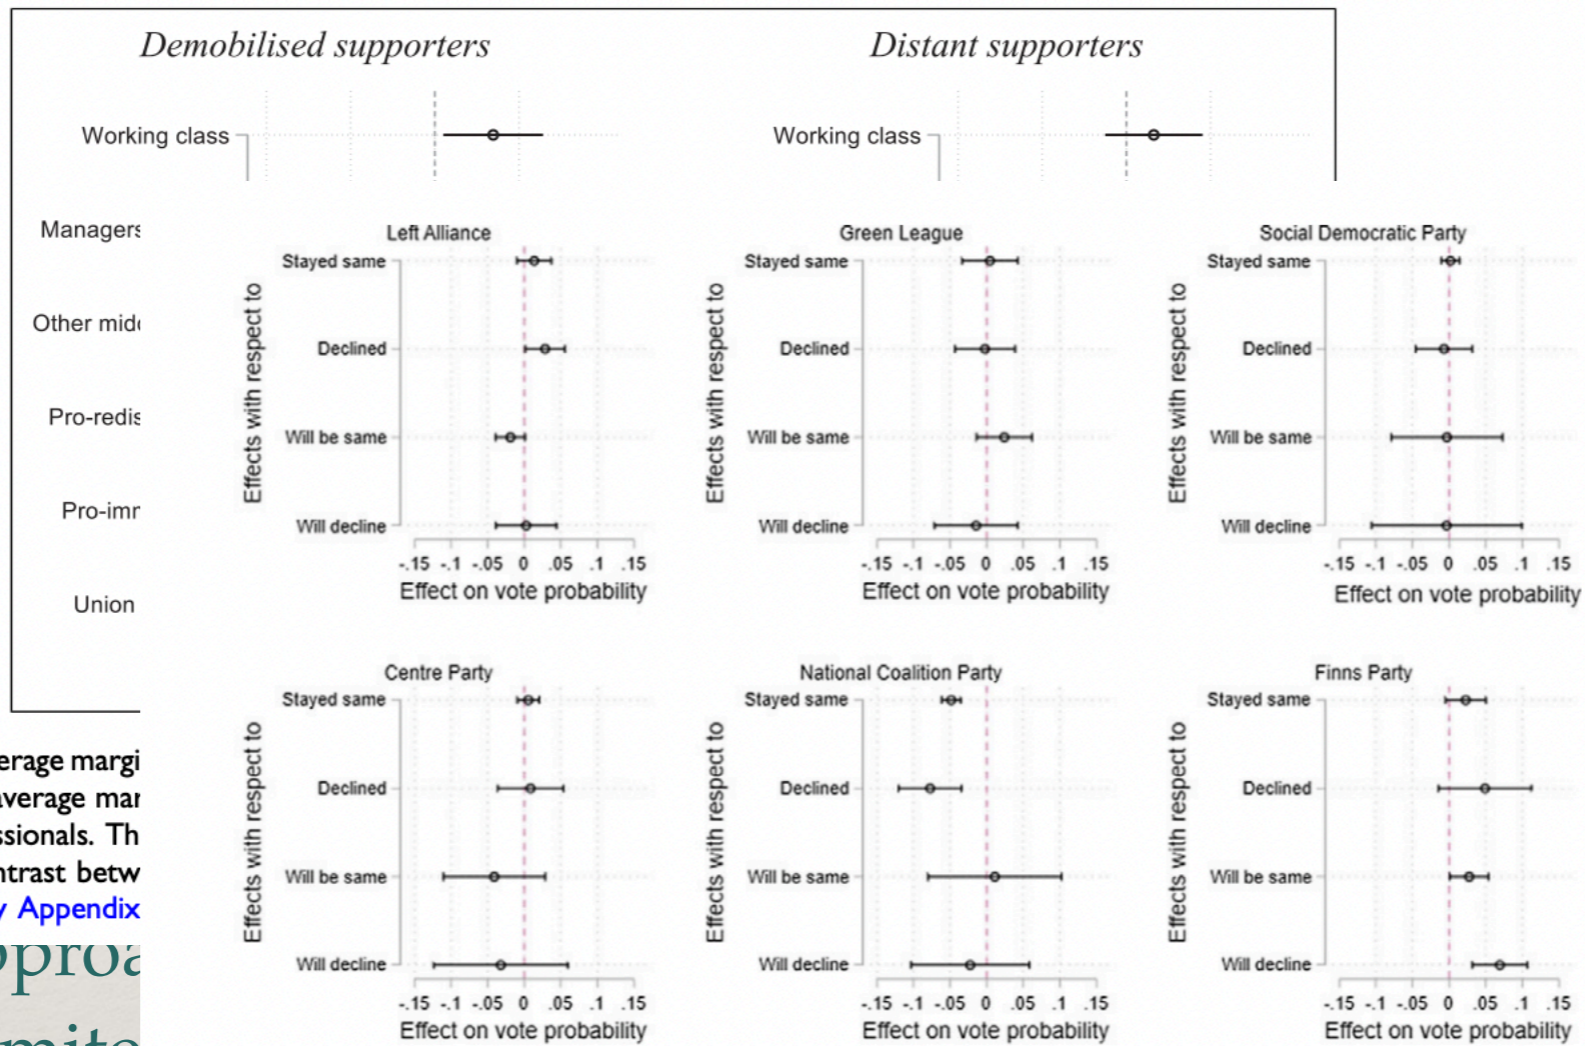 Demobilised supporters Distant supporters
Working class Working class
Managers
Left Alliance Green League Social Democratic Party
Stayed same Stayed same Stayed same
Other
Declined Declined Declined
Effects with respect to Effects with respect to Effects with respect to
Pro-redis
Will be same Will be same Will be same
Pro-imr
Will decline Will decline Will decline
-.15 -.1 -.05 0 .05 .1 .15 -.15 -.1 -.05 0 .05 .1 .15 -.15 -.1 -.05 0 .05 .1 .15
Effect on vote probability Effect on vote probability Effect on vote probability
Union
Centre Party National Coalition Party Finns Party
Stayed same Stayed same Stayed same
Declined Declined Declined
Effects with respect to Effects with respect to Effects with respect to
Will be same Will be same Will be same
Will decline Will decline Will decline
-.15 -.1 -.05 0 .05 .1 .15 -.15 -.1 -.05 0 .05 .1 .15 -.15 -.1 -.05 0 .05 .1 .15
Effect on vote probability Effect on vote probability Effect on vote probability
erage margi
average mar
ssionals. Th
ntrast betw
y Appendix